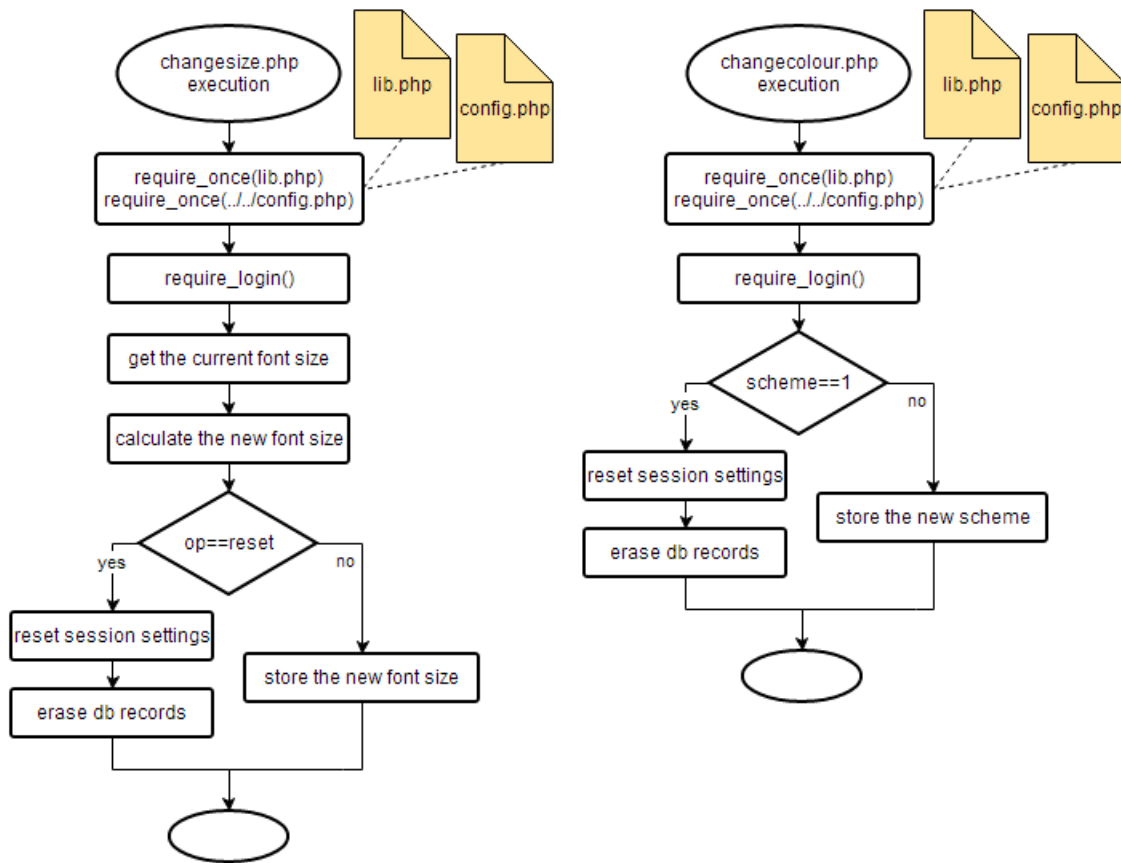 changesize.php
execution
lib.php
config.php
require_once(lib.php)
require_once(../../config.php)
require_login()
get the current font size
calculate the new font size
op==reset
yes
no
reset session settings
store the new font size
erase db records
changecolour.php
execution
lib.php
config.php
require_once(lib.php)
require_once(../../config.php)
require_login()
scheme==1
yes
no
reset session settings
store the new scheme
erase db records